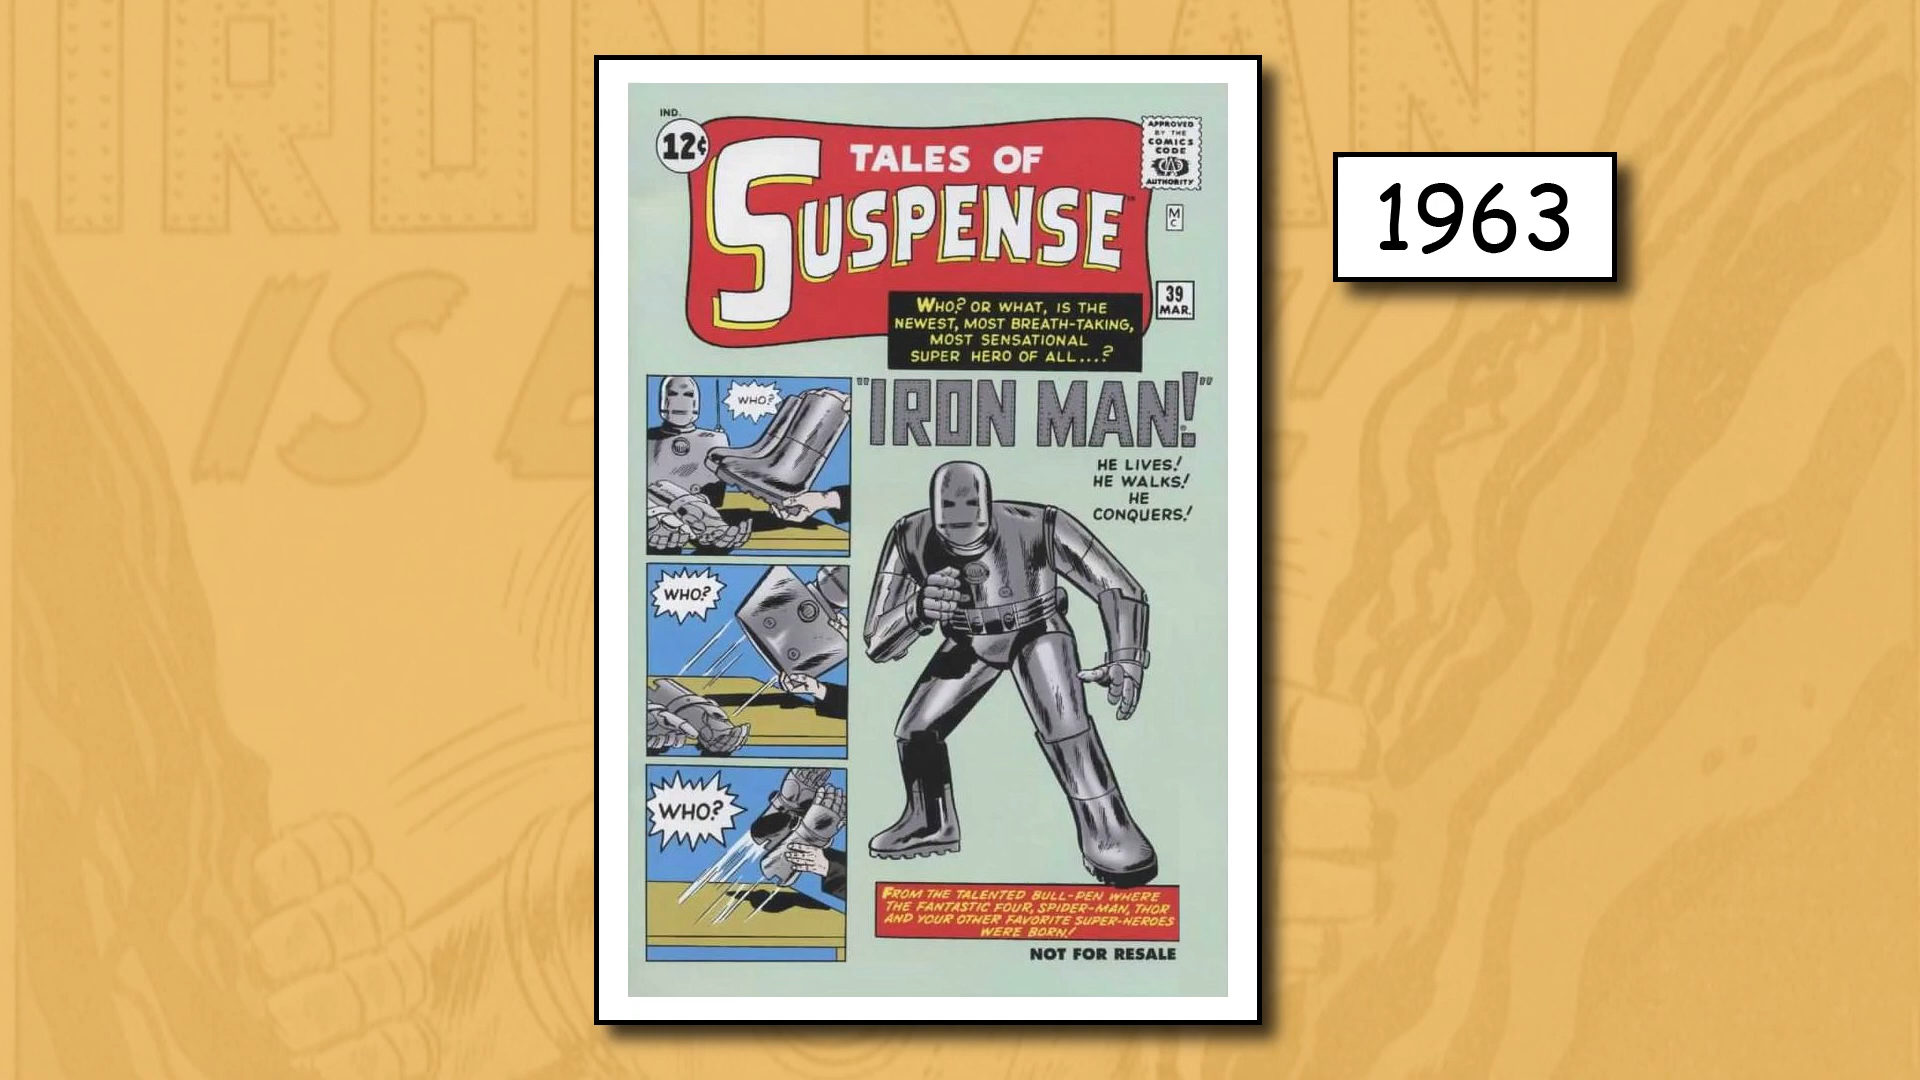 IRON MAN
IS
IND.
12¢
TALES OF
SUSPENSE
APPROVED
BY THE
COMICS
CODE
AUTHORITY
M
C
39
MAR.
WHO? OR WHAT, IS THE
NEWEST, MOST BREATH-TAKING,
MOST SENSATIONAL
SUPER HERO OF ALL...?
"IRON MAN!"
HE LIVES!
HE WALKS!
HE
CONQUERS!
WHO?
WHO?
WHO?
FROM THE TALENTED BULL-PEN WHERE
THE FANTASTIC FOUR, SPIDER-MAN, THOR
AND YOUR OTHER FAVORITE SUPER-HEROES
WERE BORN!
NOT FOR RESALE
1963